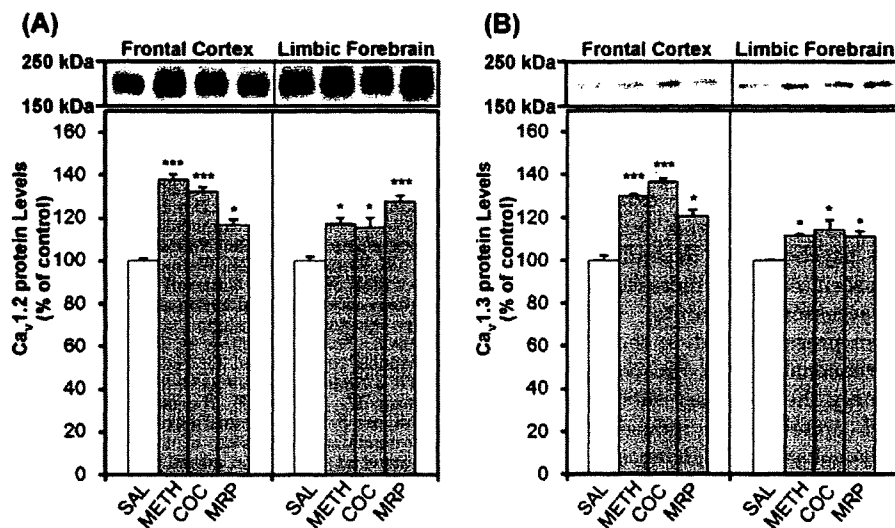 (A)
Frontal Cortex Limbic Forebrain
250 kDa
150 kDa
Ca_v1.2 protein Levels
(% of control)
160
140
120
100
80
60
40
20
0
*** *** * * * ***
SAL METH COC MRP SAL METH COC MRP
(B)
Frontal Cortex Limbic Forebrain
250 kDa
150 kDa
Ca_v1.3 protein Levels
(% of control)
160
140
120
100
80
60
40
20
0
*** *** * * * *
SAL METH COC MRP SAL METH COC MRP